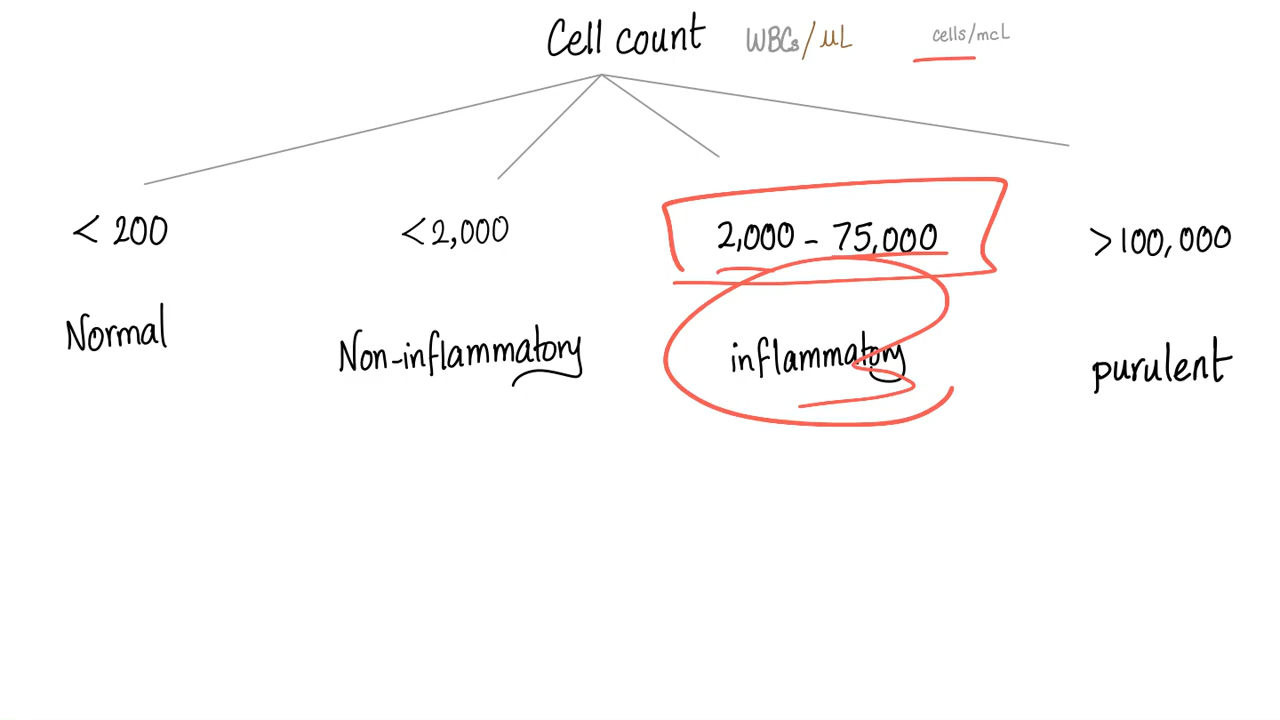 Cell count WBCs/µL cells/mcL
< 200 <2,000 2,000 - 75,000 >100,000
Normal Non-inflammatory inflammatory purulent